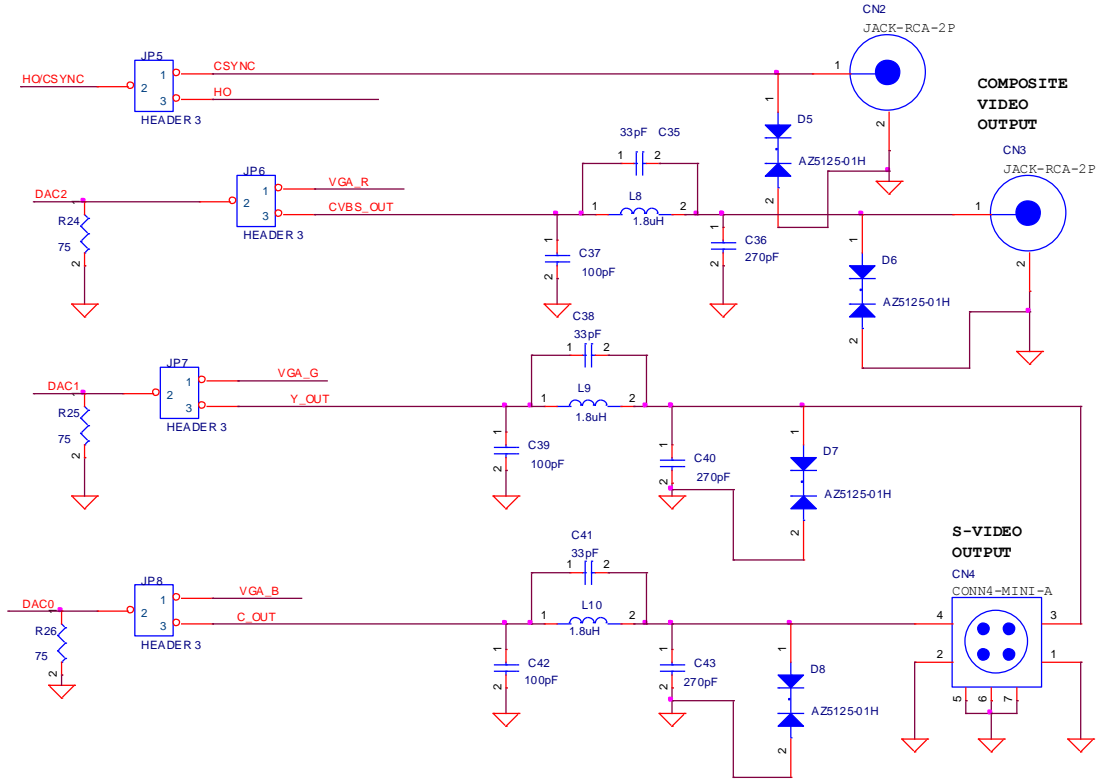 CN2
JACK-RCA-2P
JP5
1
CSYNC
1
HO/CSYNC
2
3
HO
HEADER 3
COMPOSITE
VIDEO
OUTPUT
1
D5
2
AZ5125-01H
2
33pF C35
1 2
CN3
JACK-RCA-2P
JP6
DAC2
2
1
VGA_R
3
CVBS_OUT
HEADER 3
1
L8
2
1.8uH
1
R24
75
2
1
C37
100pF
2
1
C36
270pF
2
1
D6
AZ5125-01H
2
2
C38
33pF
1 2
JP7
DAC1
2
1
VGA_G
3
Y_OUT
HEADER 3
1
L9
2
1.8uH
R25
75
2
1
C39
100pF
2
1
C40
270pF
2
1
D7
AZ5125-01H
2
C41
33pF
1 2
S-VIDEO
OUTPUT
CN4
CONN4-MINI-A
JP8
DAC0
2
1
VGA_B
3
C_OUT
HEADER 3
1
L10
2
1.8uH
4
3
2
1
5
6
7
R26
75
2
1
C42
100pF
2
1
C43
270pF
2
1
D8
AZ5125-01H
2